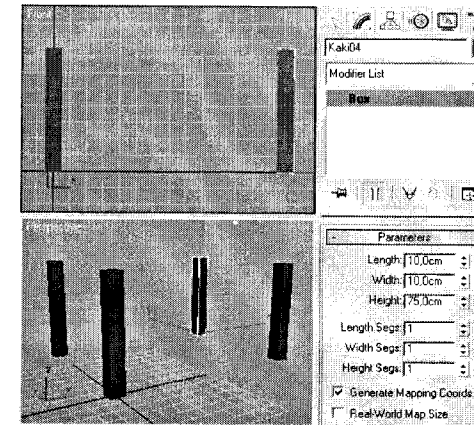 Front
Perspective
Kaki04
Modifier List
Box
Parameters
Length: 10,0cm
Width: 10,0cm
Height: 75,0cm
Length Segs: 1
Width Segs: 1
Height Segs: 1
Generate Mapping Coords.
Real-World Map Size